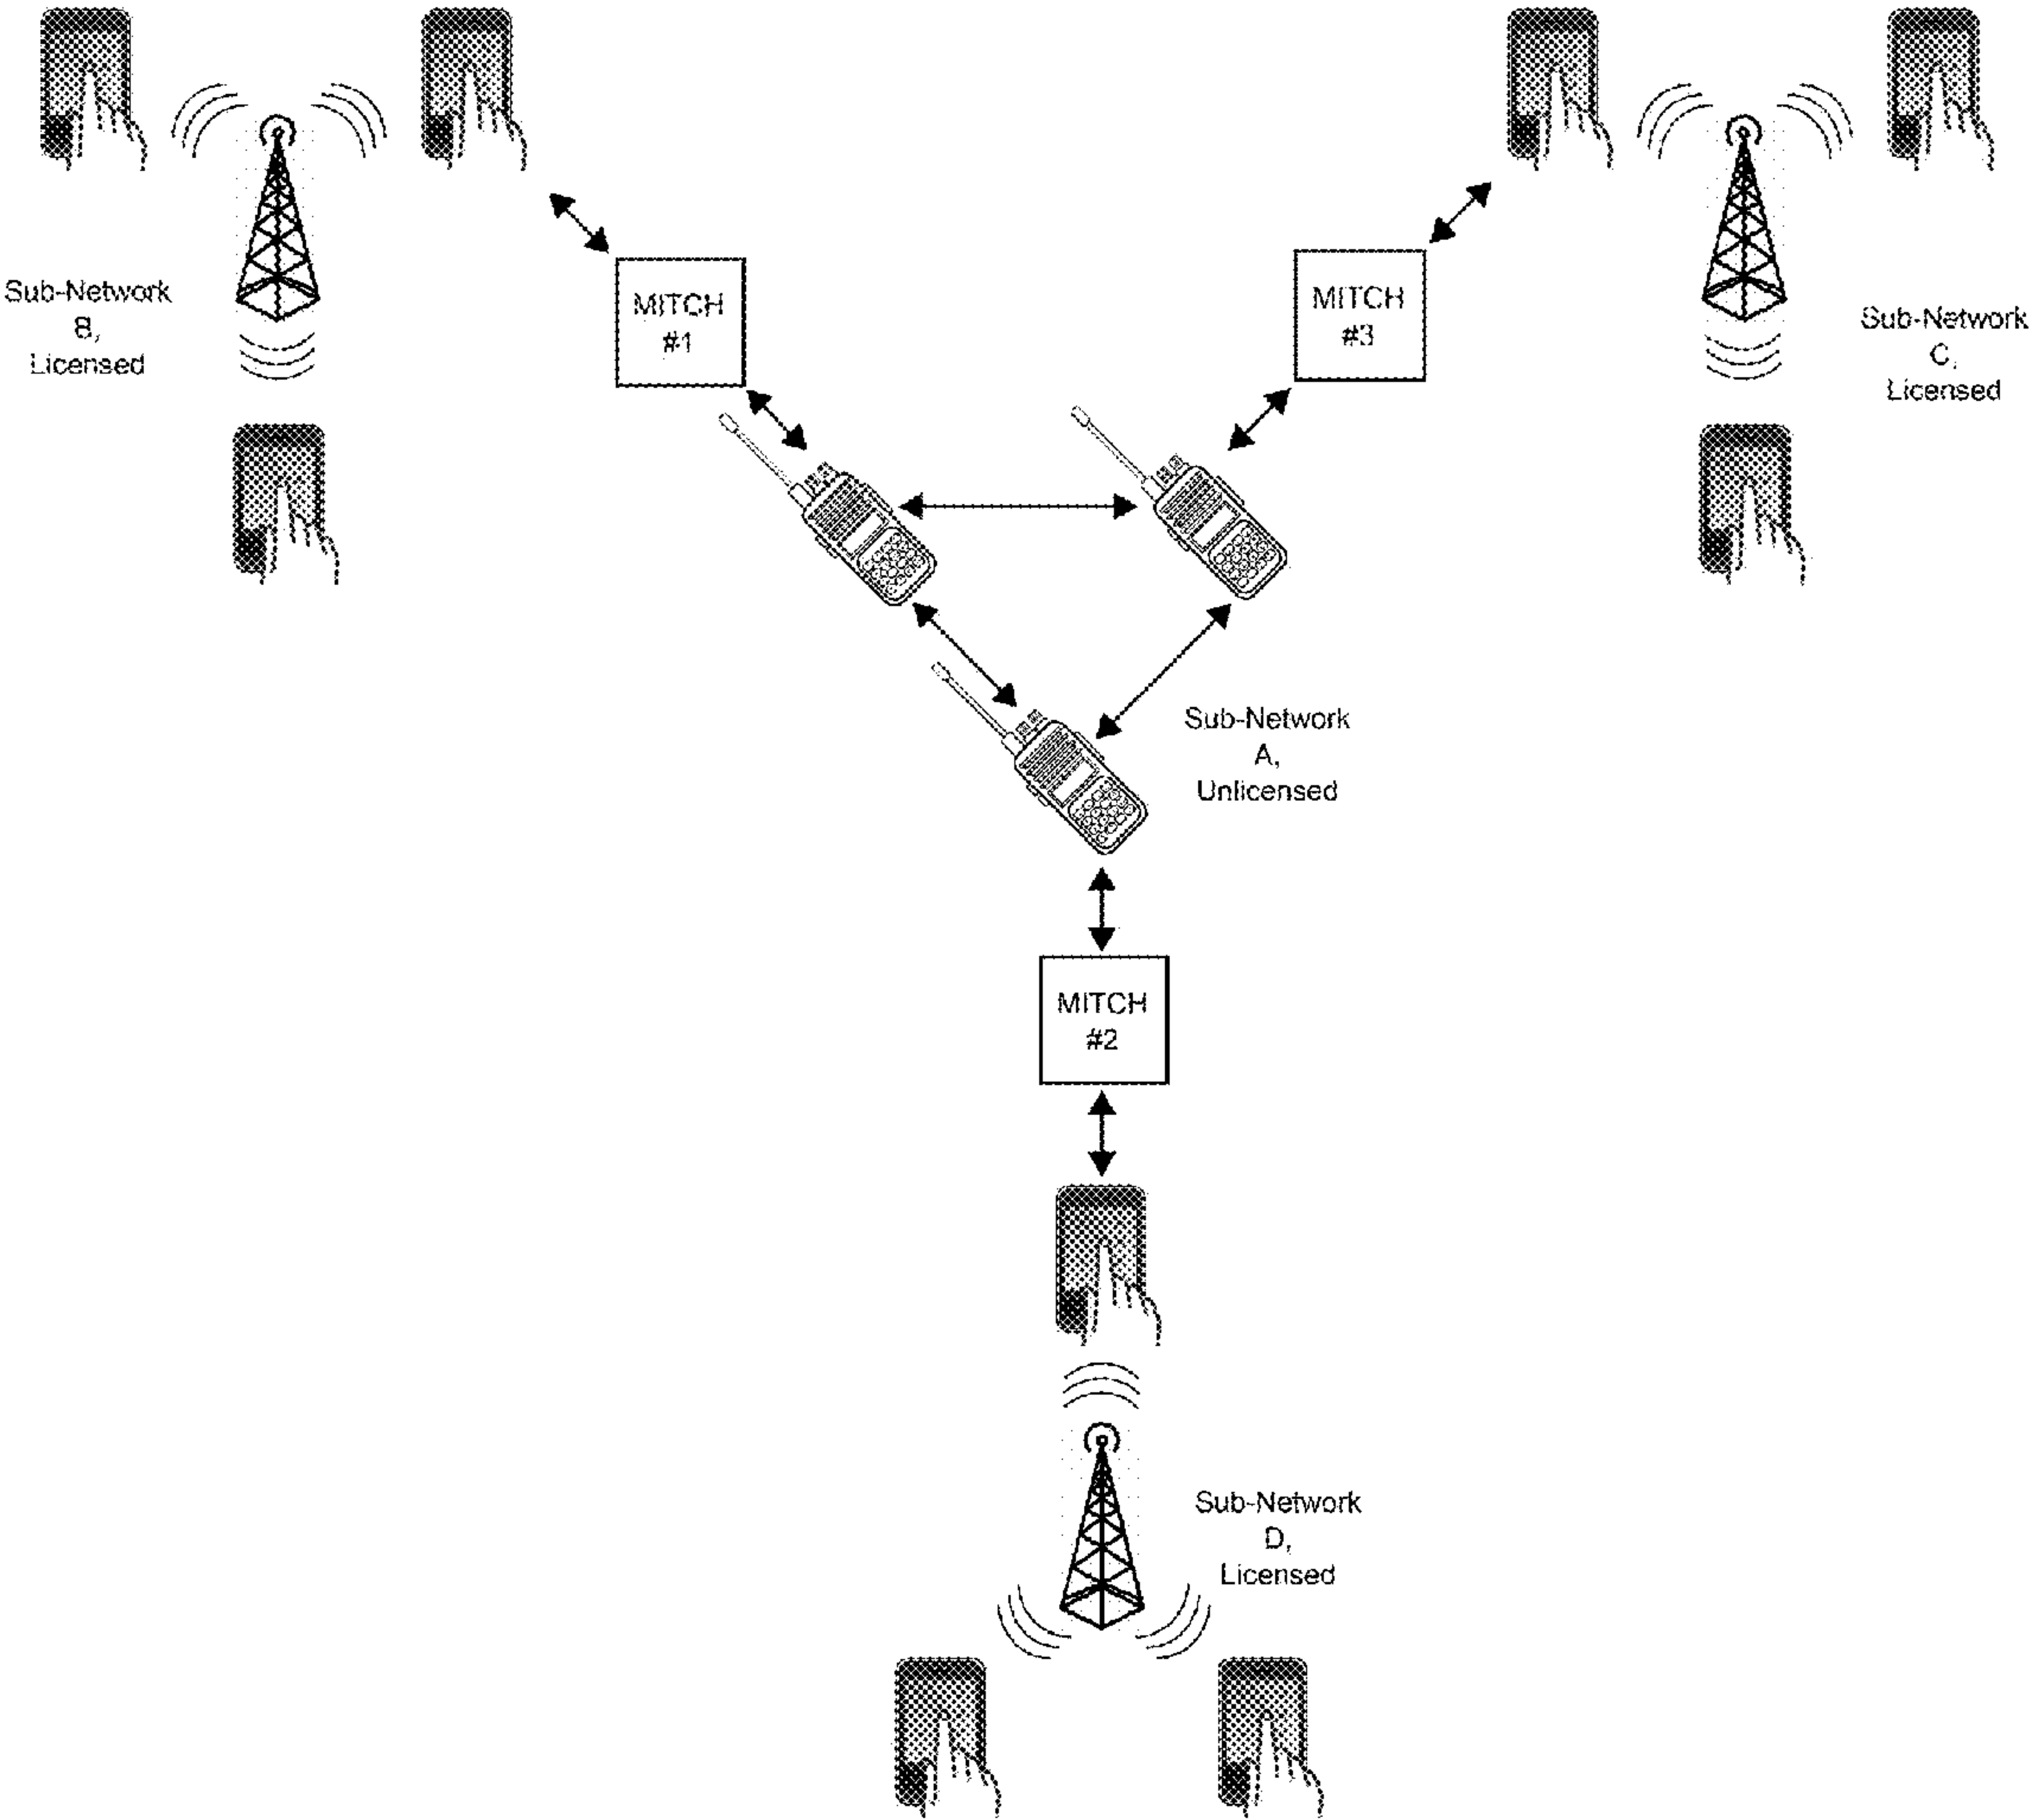 Sub-Network
B,
Licensed
MITCH
#1
MITCH
#3
Sub-Network
C,
Licensed
Sub-Network
A,
Unlicensed
MITCH
#2
Sub-Network
D,
Licensed